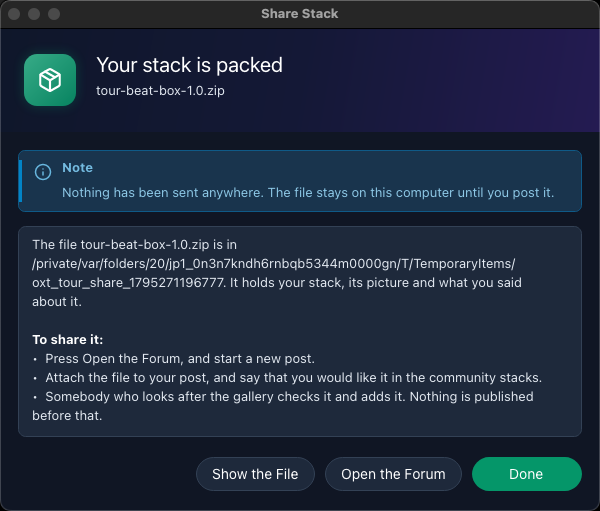 Share Stack
Your stack is packed
tour-beat-box-1.0.zip
Note
Nothing has been sent anywhere. The file stays on this computer until you post it.
The file tour-beat-box-1.0.zip is in
/private/var/folders/20/jp1_0n3n7kndh6rnbqb5344m0000gn/T/TemporaryItems/
oxt_tour_share_1795271196777. It holds your stack, its picture and what you said
about it.
To share it:
• Press Open the Forum, and start a new post.
• Attach the file to your post, and say that you would like it in the community stacks.
• Somebody who looks after the gallery checks it and adds it. Nothing is published
before that.
Show the File
Open the Forum
Done